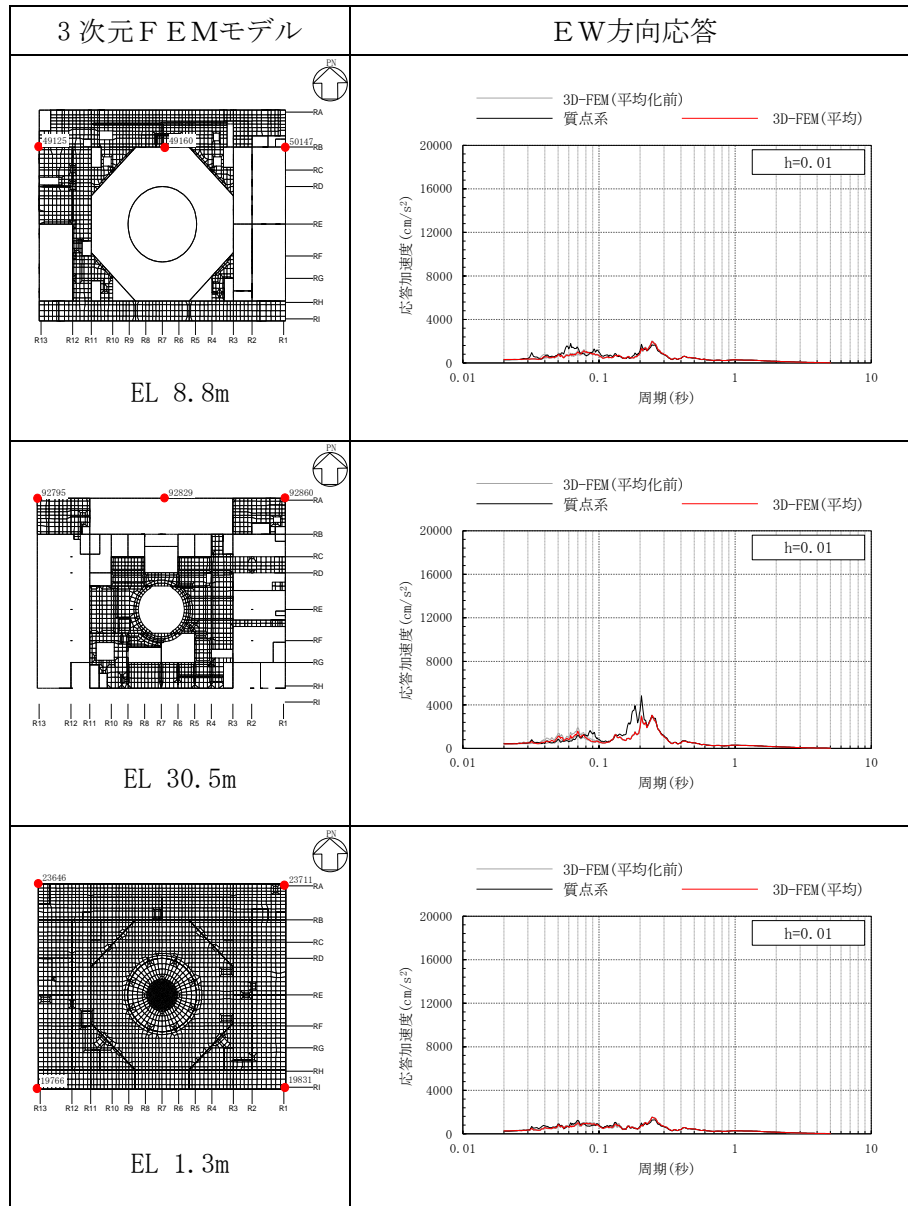 3次元FEMモデル
EW方向応答
PN
49125
49160
50147
RA
RB
RC
RD
RE
RF
RG
RH
RI
R13 R12 R11 R10 R9 R8 R7 R6 R5 R4 R3 R2 R1
EL 8.8m
3D-FEM(平均化前)
質点系 3D-FEM(平均)
h=0.01
20000
16000
12000
8000
4000
0
応答加速度(cm/s²)
0.01 0.1 1 10
周期(秒)
PN
92795
92829
92860
RA
RB
RC
RD
RE
RF
RG
RH
RI
R13 R12 R11 R10 R9 R8 R7 R6 R5 R4 R3 R2 R1
EL 30.5m
3D-FEM(平均化前)
質点系 3D-FEM(平均)
h=0.01
20000
16000
12000
8000
4000
0
応答加速度(cm/s²)
0.01 0.1 1 10
周期(秒)
PN
23646
23711
RA
RB
RC
RD
RE
RF
RG
RH
RI
19766
19831
R13 R12 R11 R10 R9 R8 R7 R6 R5 R4 R3 R2 R1
EL 1.3m
3D-FEM(平均化前)
質点系 3D-FEM(平均)
h=0.01
20000
16000
12000
8000
4000
0
応答加速度(cm/s²)
0.01 0.1 1 10
周期(秒)